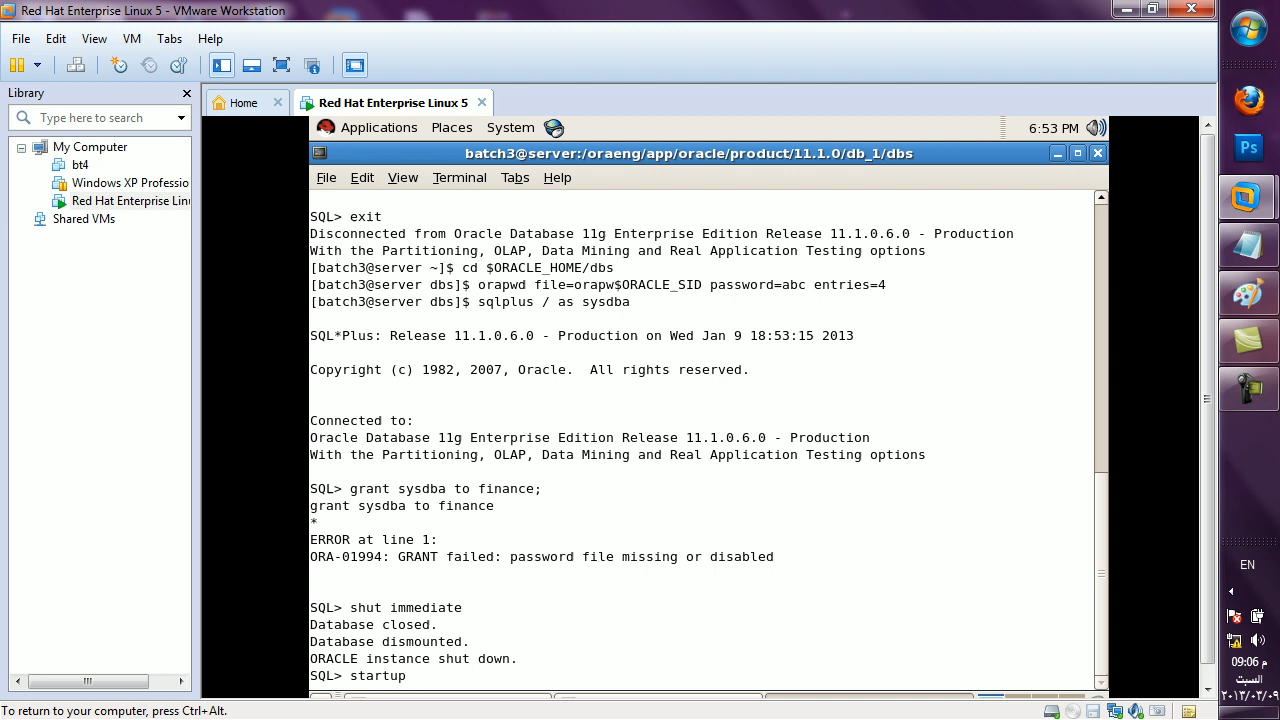 Red Hat Enterprise Linux 5 - VMware Workstation
File Edit View VM Tabs Help
Library
Type here to search
My Computer
bt4
Windows XP Professio
Red Hat Enterprise Linu
Shared VMs
Home
Red Hat Enterprise Linux 5
Applications Places System
6:53 PM
batch3@server:/oraeng/app/oracle/product/11.1.0/db_1/dbs
File Edit View Terminal Tabs Help
SQL> exit
Disconnected from Oracle Database 11g Enterprise Edition Release 11.1.0.6.0 - Production
With the Partitioning, OLAP, Data Mining and Real Application Testing options
[batch3@server ~]$ cd $ORACLE_HOME/dbs
[batch3@server dbs]$ orapwd file=orapw$ORACLE_SID password=abc entries=4
[batch3@server dbs]$ sqlplus / as sysdba
SQL*Plus: Release 11.1.0.6.0 - Production on Wed Jan 9 18:53:15 2013
Copyright (c) 1982, 2007, Oracle.  All rights reserved.
Connected to:
Oracle Database 11g Enterprise Edition Release 11.1.0.6.0 - Production
With the Partitioning, OLAP, Data Mining and Real Application Testing options
SQL> grant sysdba to finance;
grant sysdba to finance
*
ERROR at line 1:
ORA-01994: GRANT failed: password file missing or disabled
SQL> shut immediate
Database closed.
Database dismounted.
ORACLE instance shut down.
SQL> startup
To return to your computer, press Ctrl+Alt.
Ps
EN
09:06 م
السبت
٢٠١٣/٠٣/٠٩